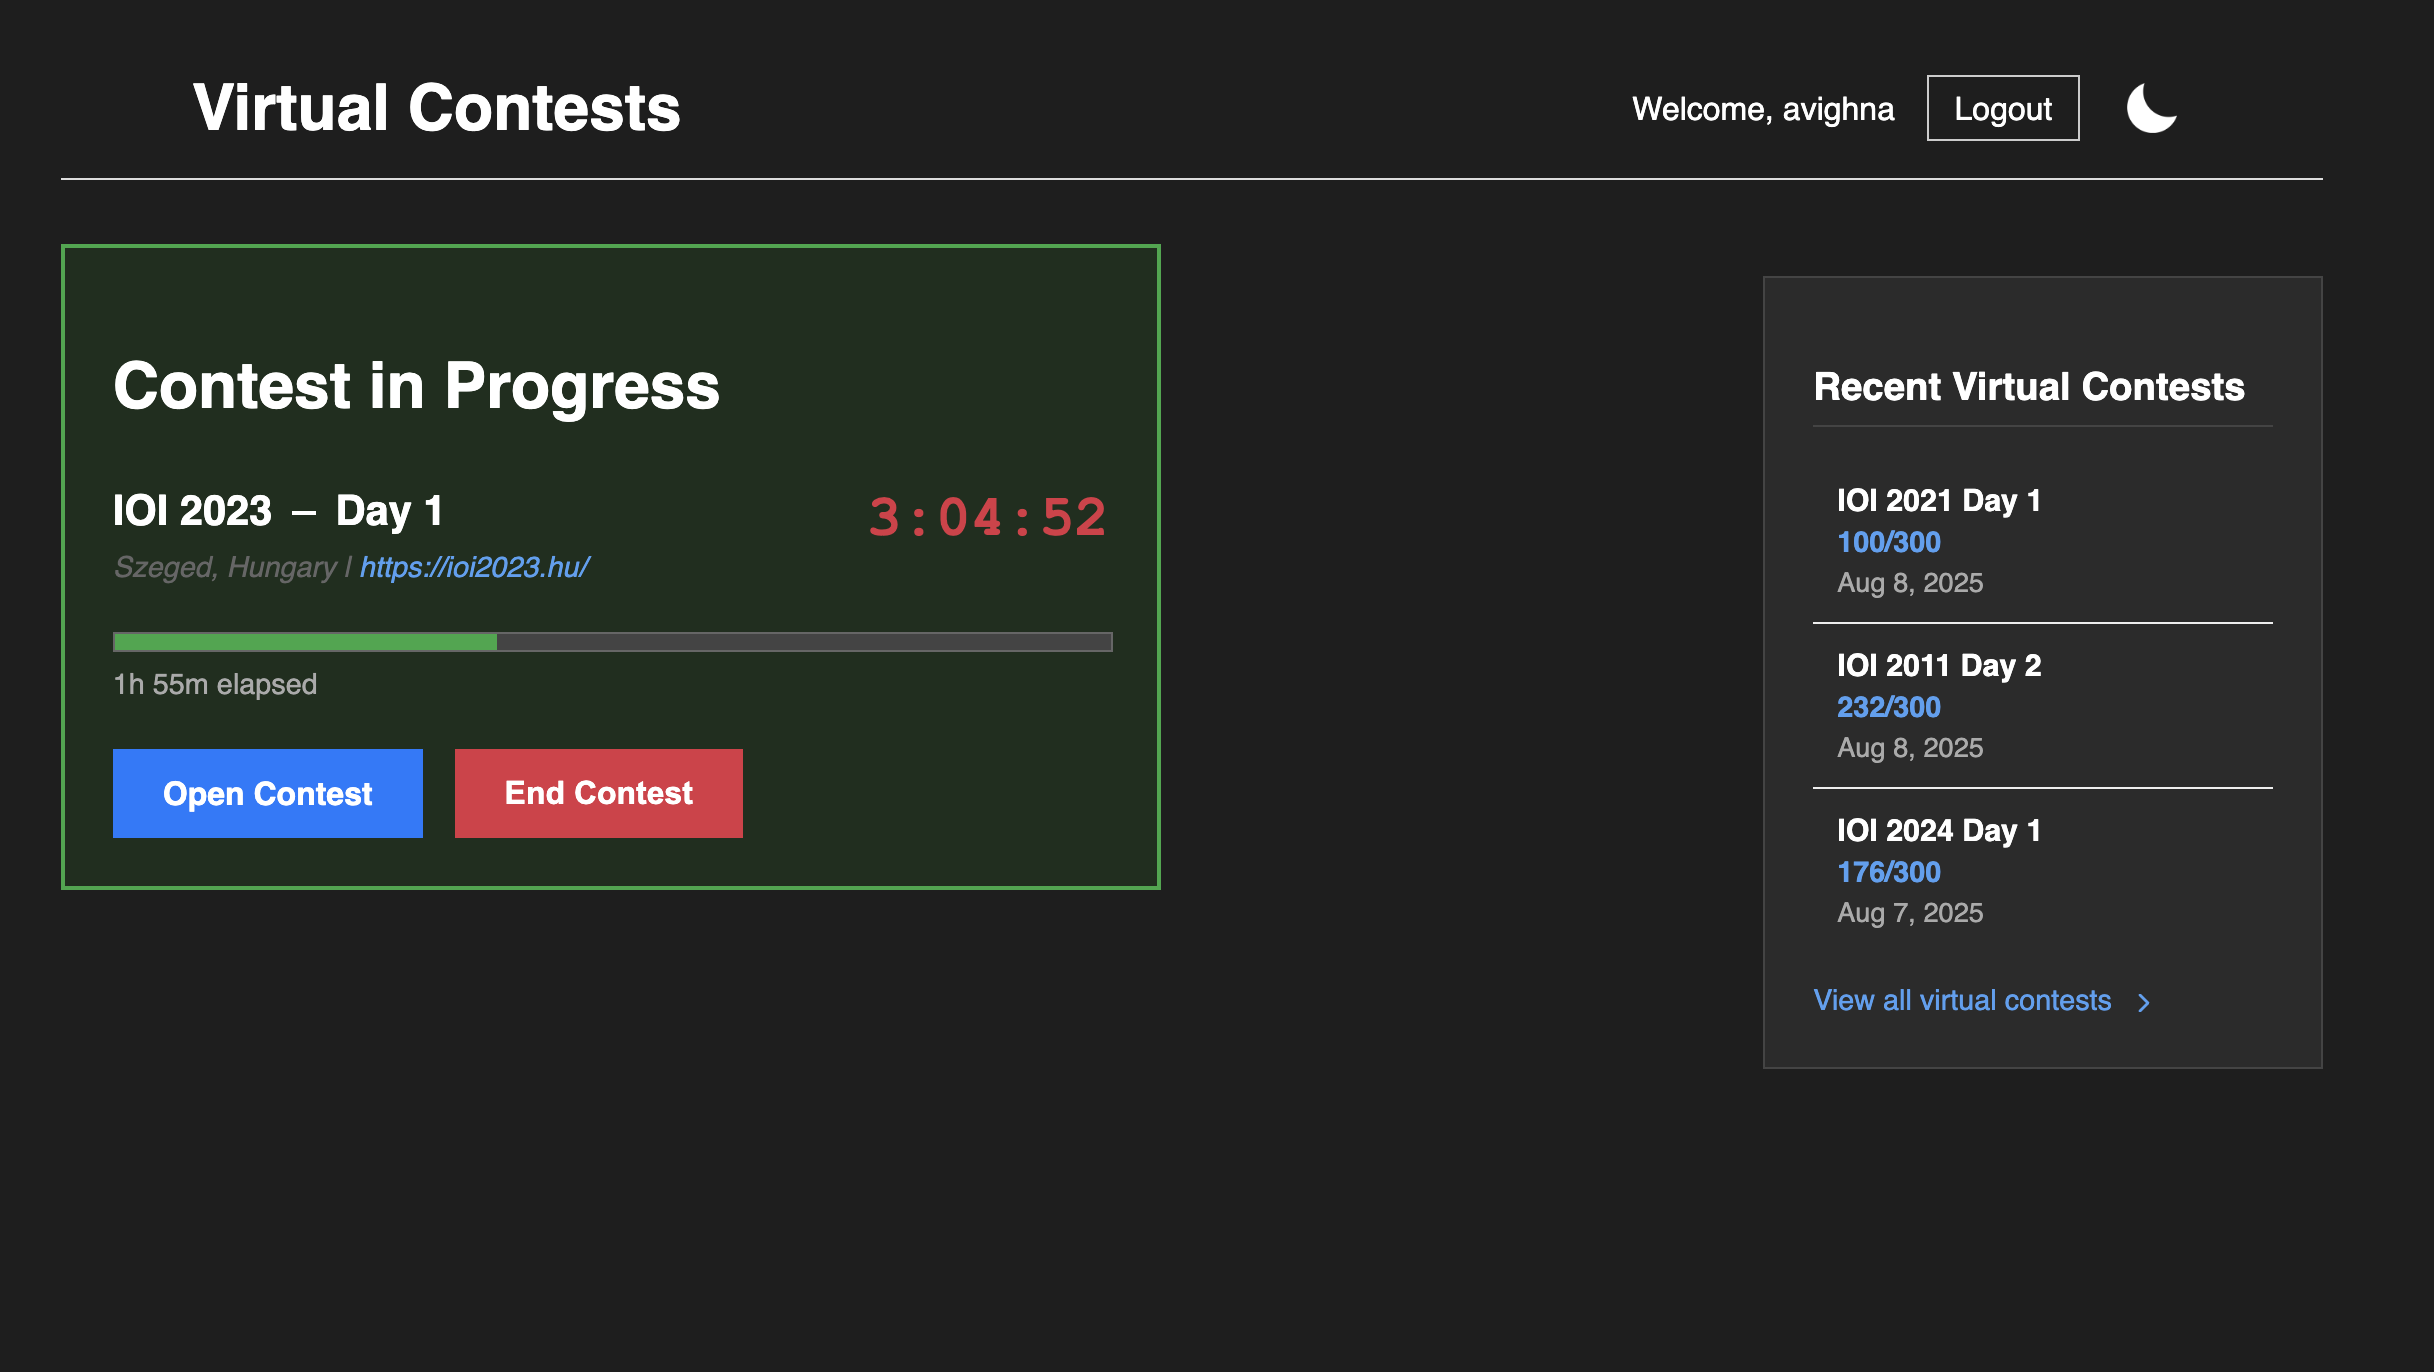 Virtual Contests
Welcome, avighna
Logout
Contest in Progress
IOI 2023 – Day 1
3:04:52
Szeged, Hungary | https://ioi2023.hu/
1h 55m elapsed
Open Contest
End Contest
Recent Virtual Contests
IOI 2021 Day 1
100/300
Aug 8, 2025
IOI 2011 Day 2
232/300
Aug 8, 2025
IOI 2024 Day 1
176/300
Aug 7, 2025
View all virtual contests